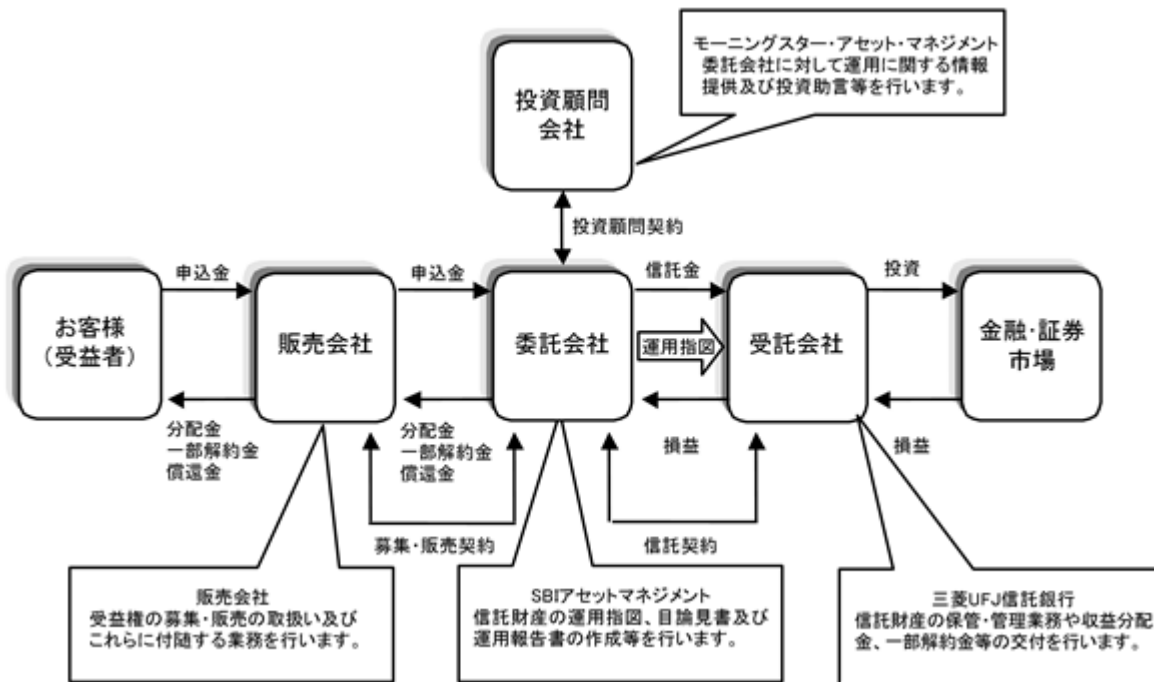 モーニングスター・アセット・マネジメント
委託会社に対して運用に関する情報
提供及び投資助言等を行います。
投資顧問
会社
投資顧問契約
申込金
申込金
信託金
投資
お客様
(受益者)
販売会社
委託会社
運用指図
受託会社
金融・証券
市場
分配金
一部解約金
償還金
分配金
一部解約金
償還金
損益
損益
募集・販売契約
信託契約
販売会社
受益権の募集・販売の取扱い及び
これらに付随する業務を行います。
SBIアセットマネジメント
信託財産の運用指図、目論見書及び
運用報告書の作成等を行います。
三菱UFJ信託銀行
信託財産の保管・管理業務や収益分配
金、一部解約金等の交付を行います。